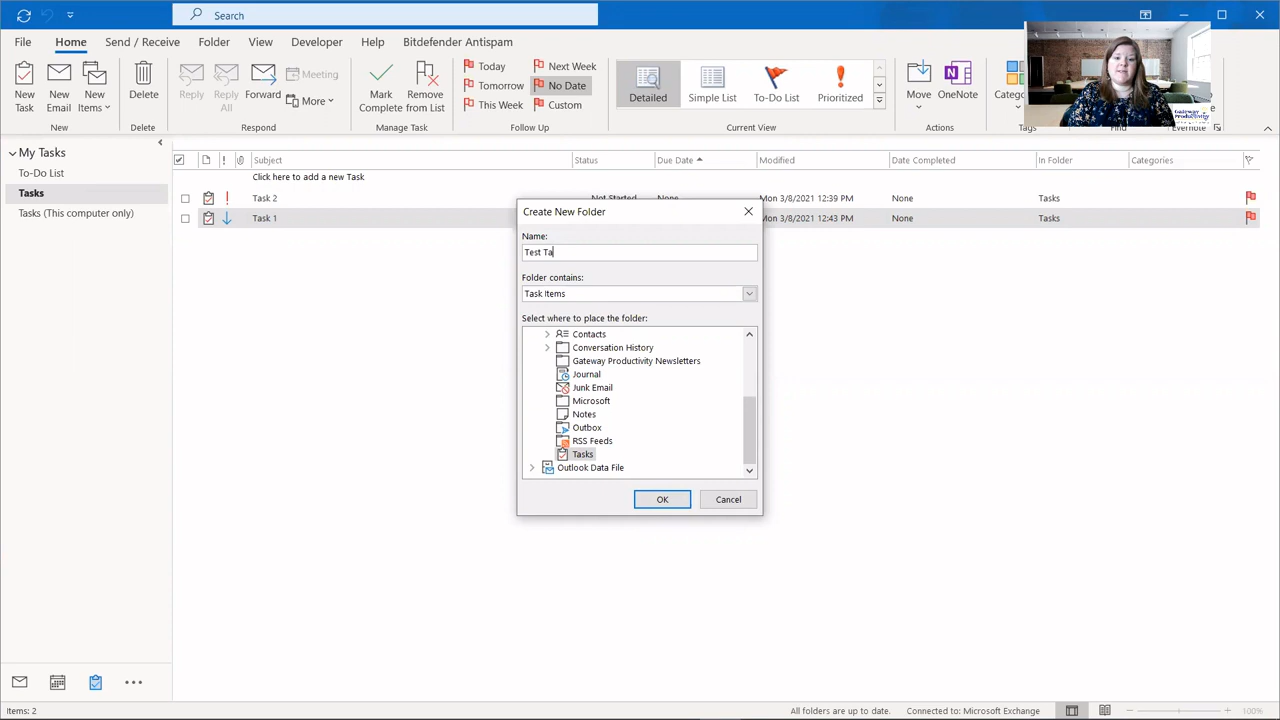 Search
File Home Send / Receive Folder View Developer Help Bitdefender Antispam
New Task
New Email
New Items
Delete
Reply
Reply All
Forward
Meeting
More
Mark Complete
Remove from List
Today
Tomorrow
This Week
Next Week
No Date
Custom
Detailed
Simple List
To-Do List
Prioritized
Move
OneNote
New Delete Respond Manage Task Follow Up Current View Actions Tags Find Evernote
Gateway Productivity
My Tasks
To-Do List
Tasks
Tasks (This computer only)
Subject Status Due Date Modified Date Completed In Folder Categories
Click here to add a new Task
Task 2 Not Started None Mon 3/8/2021 12:39 PM None Tasks
Task 1 Mon 3/8/2021 12:43 PM None Tasks
Create New Folder
Name:
Test Ta
Folder contains:
Task Items
Select where to place the folder:
Contacts
Conversation History
Gateway Productivity Newsletters
Journal
Junk Email
Microsoft
Notes
Outbox
RSS Feeds
Tasks
Outlook Data File
OK Cancel
Items: 2 All folders are up to date. Connected to: Microsoft Exchange 100%